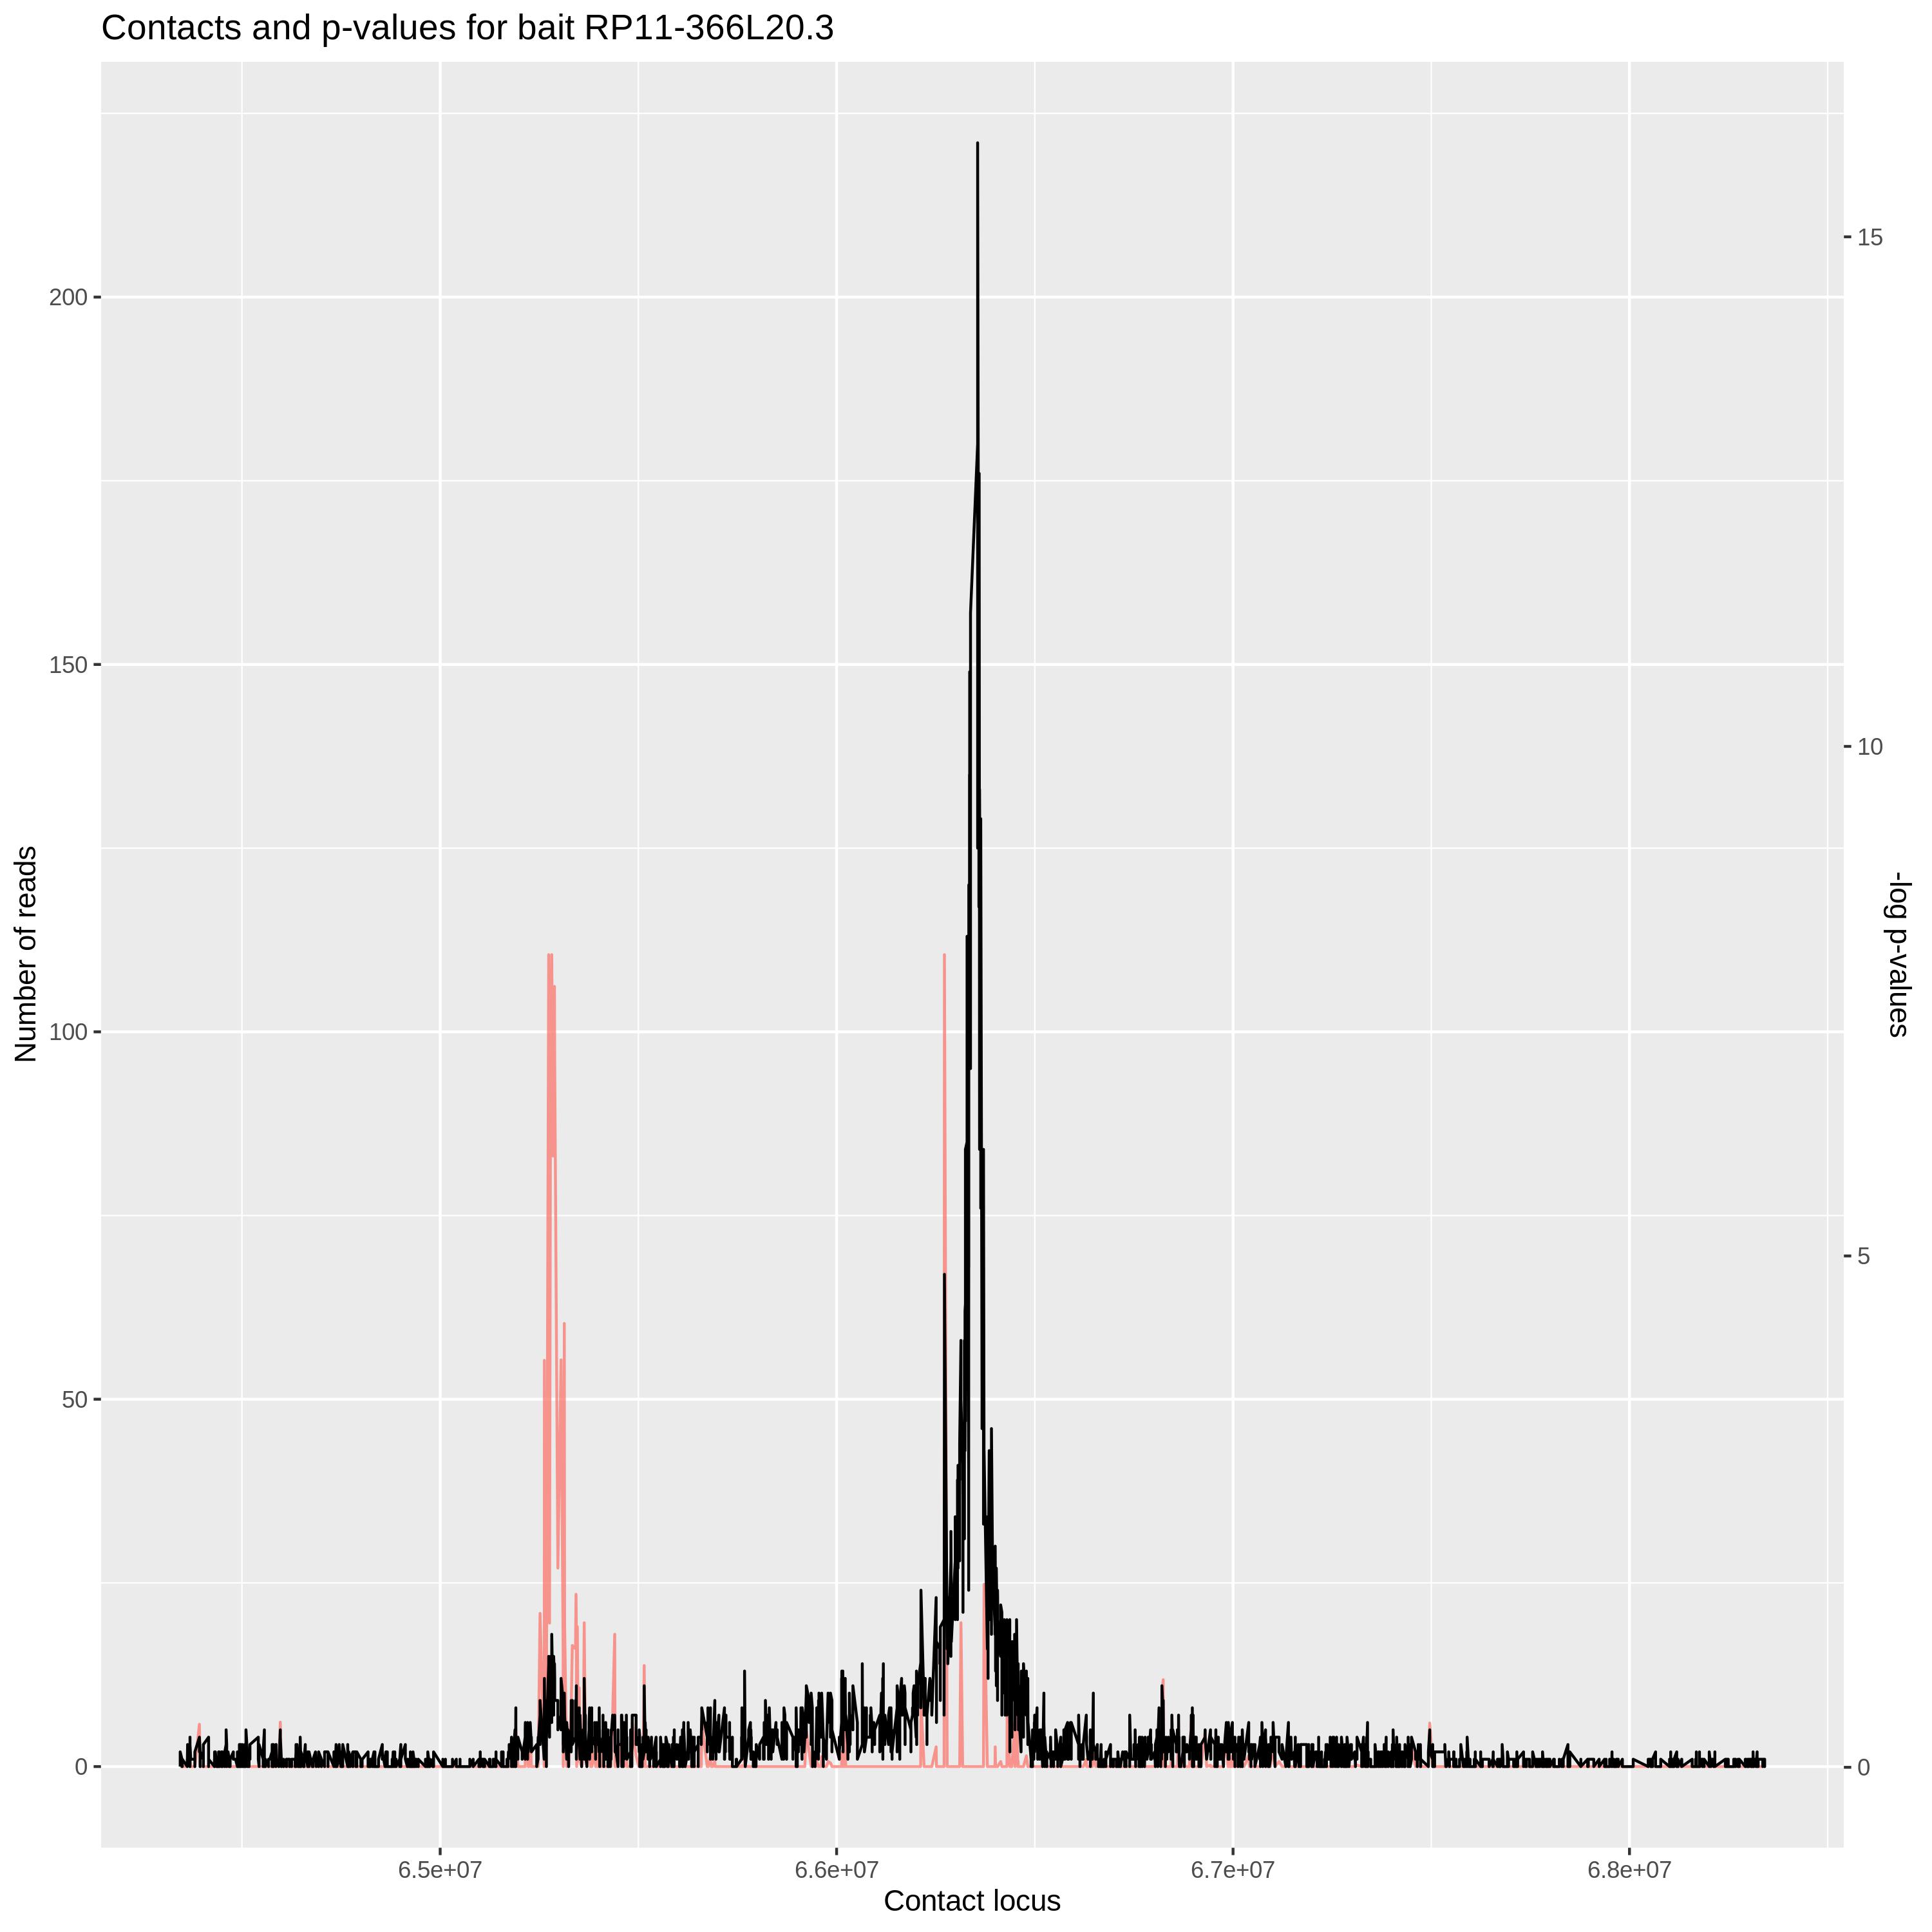 Contacts and p-values for bait RP11-366L20.3
Number of reads
200
150
100
50
0
15
10
5
0
-log p-values
6.5e+07
6.6e+07
6.7e+07
6.8e+07
Contact locus